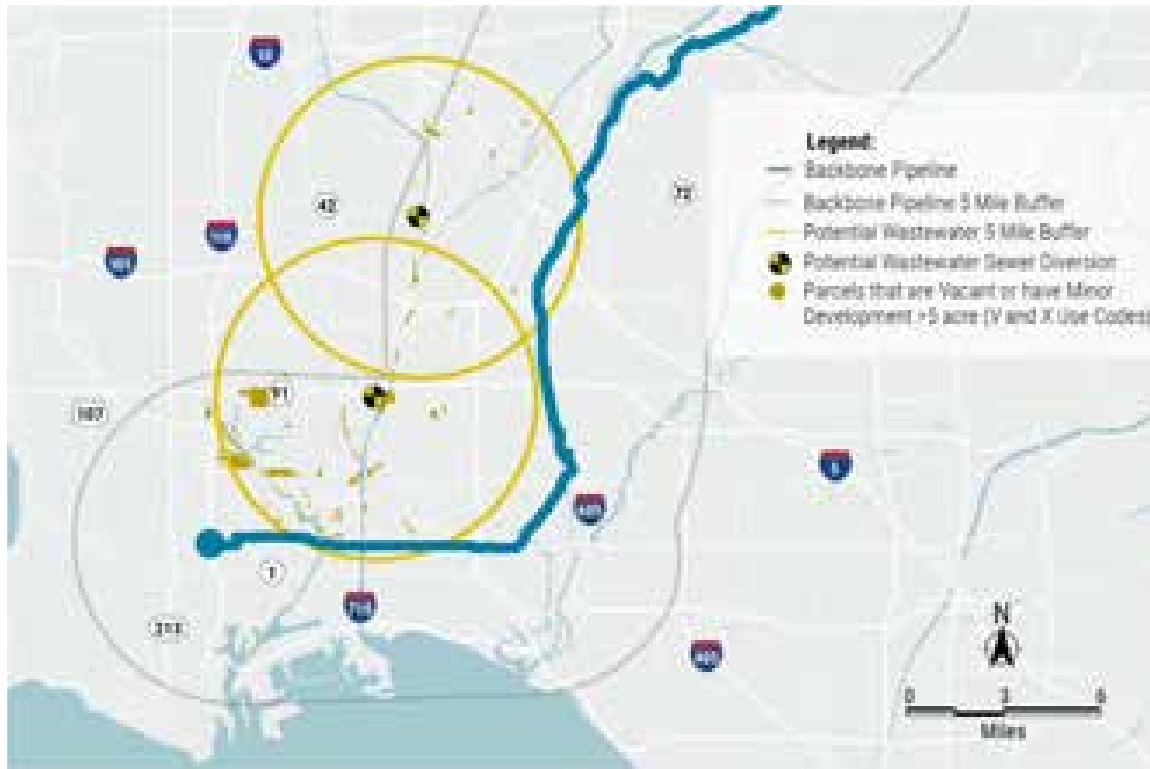 10
42
72
Legend:
Backbone Pipeline
Backbone Pipeline 5 Mile Buffer
Potential Wastewater 5 Mile Buffer
Potential Wastewater Sewer Diversion
Parcels that are Vacant or have Minor
Development >5 acre (V and X Use Codes)
91
107
5
605
1
710
213
405
N
0 3 6
Miles